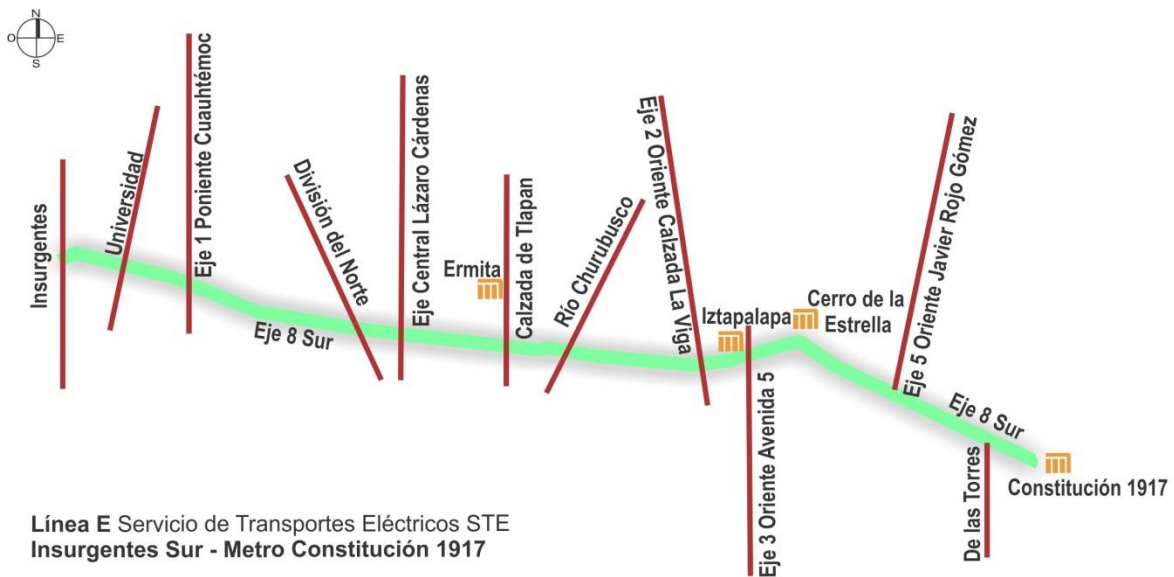 N
O
E
S
Insurgentes
Universidad
Eje 1 Poniente Cuauhtémoc
División del Norte
Eje Central Lázaro Cárdenas
Ermita
Calzada de Tlapan
Río Churubusco
Eje 2 Oriente Calzada La Viga
Iztapalapa
Cerro de la
Estrella
Eje 5 Oriente Javier Rojo Gómez
Eje 8 Sur
Eje 3 Oriente Avenida 5
Eje 8 Sur
De las Torres
Constitución 1917
Línea E Servicio de Transportes Eléctricos STE
Insurgentes Sur - Metro Constitución 1917